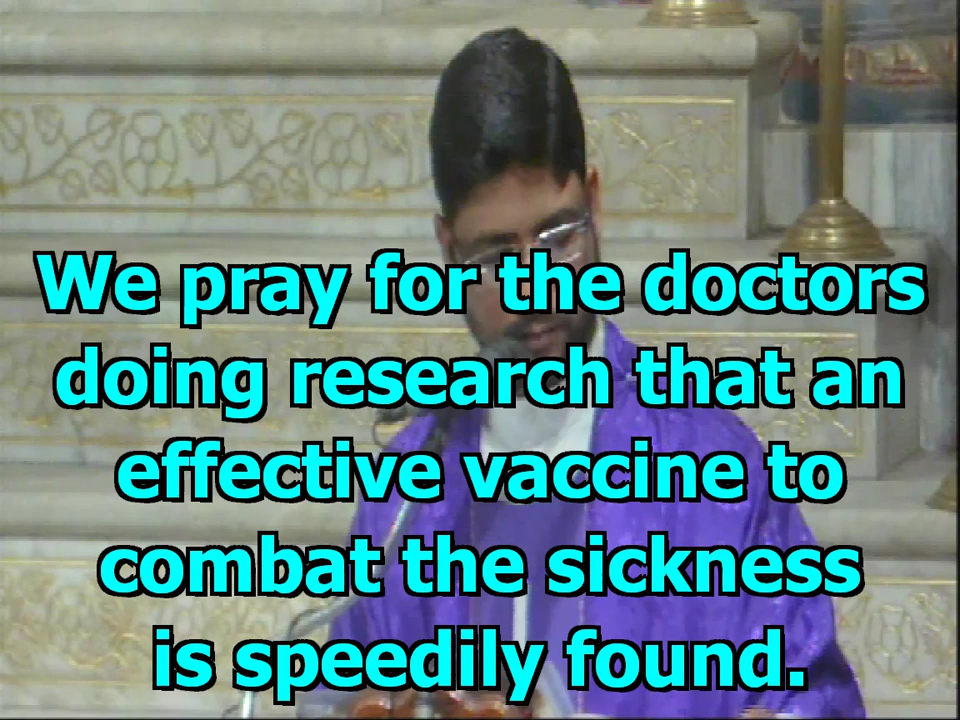 We pray for the doctors
doing research that an
effective vaccine to
combat the sickness
is speedily found.